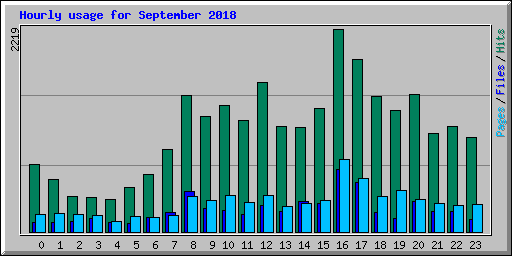 Hourly usage for September 2018
2219
Pages/Files/Hits
0 1 2 3 4 5 6 7 8 9 10 11 12 13 14 15 16 17 18 19 20 21 22 23